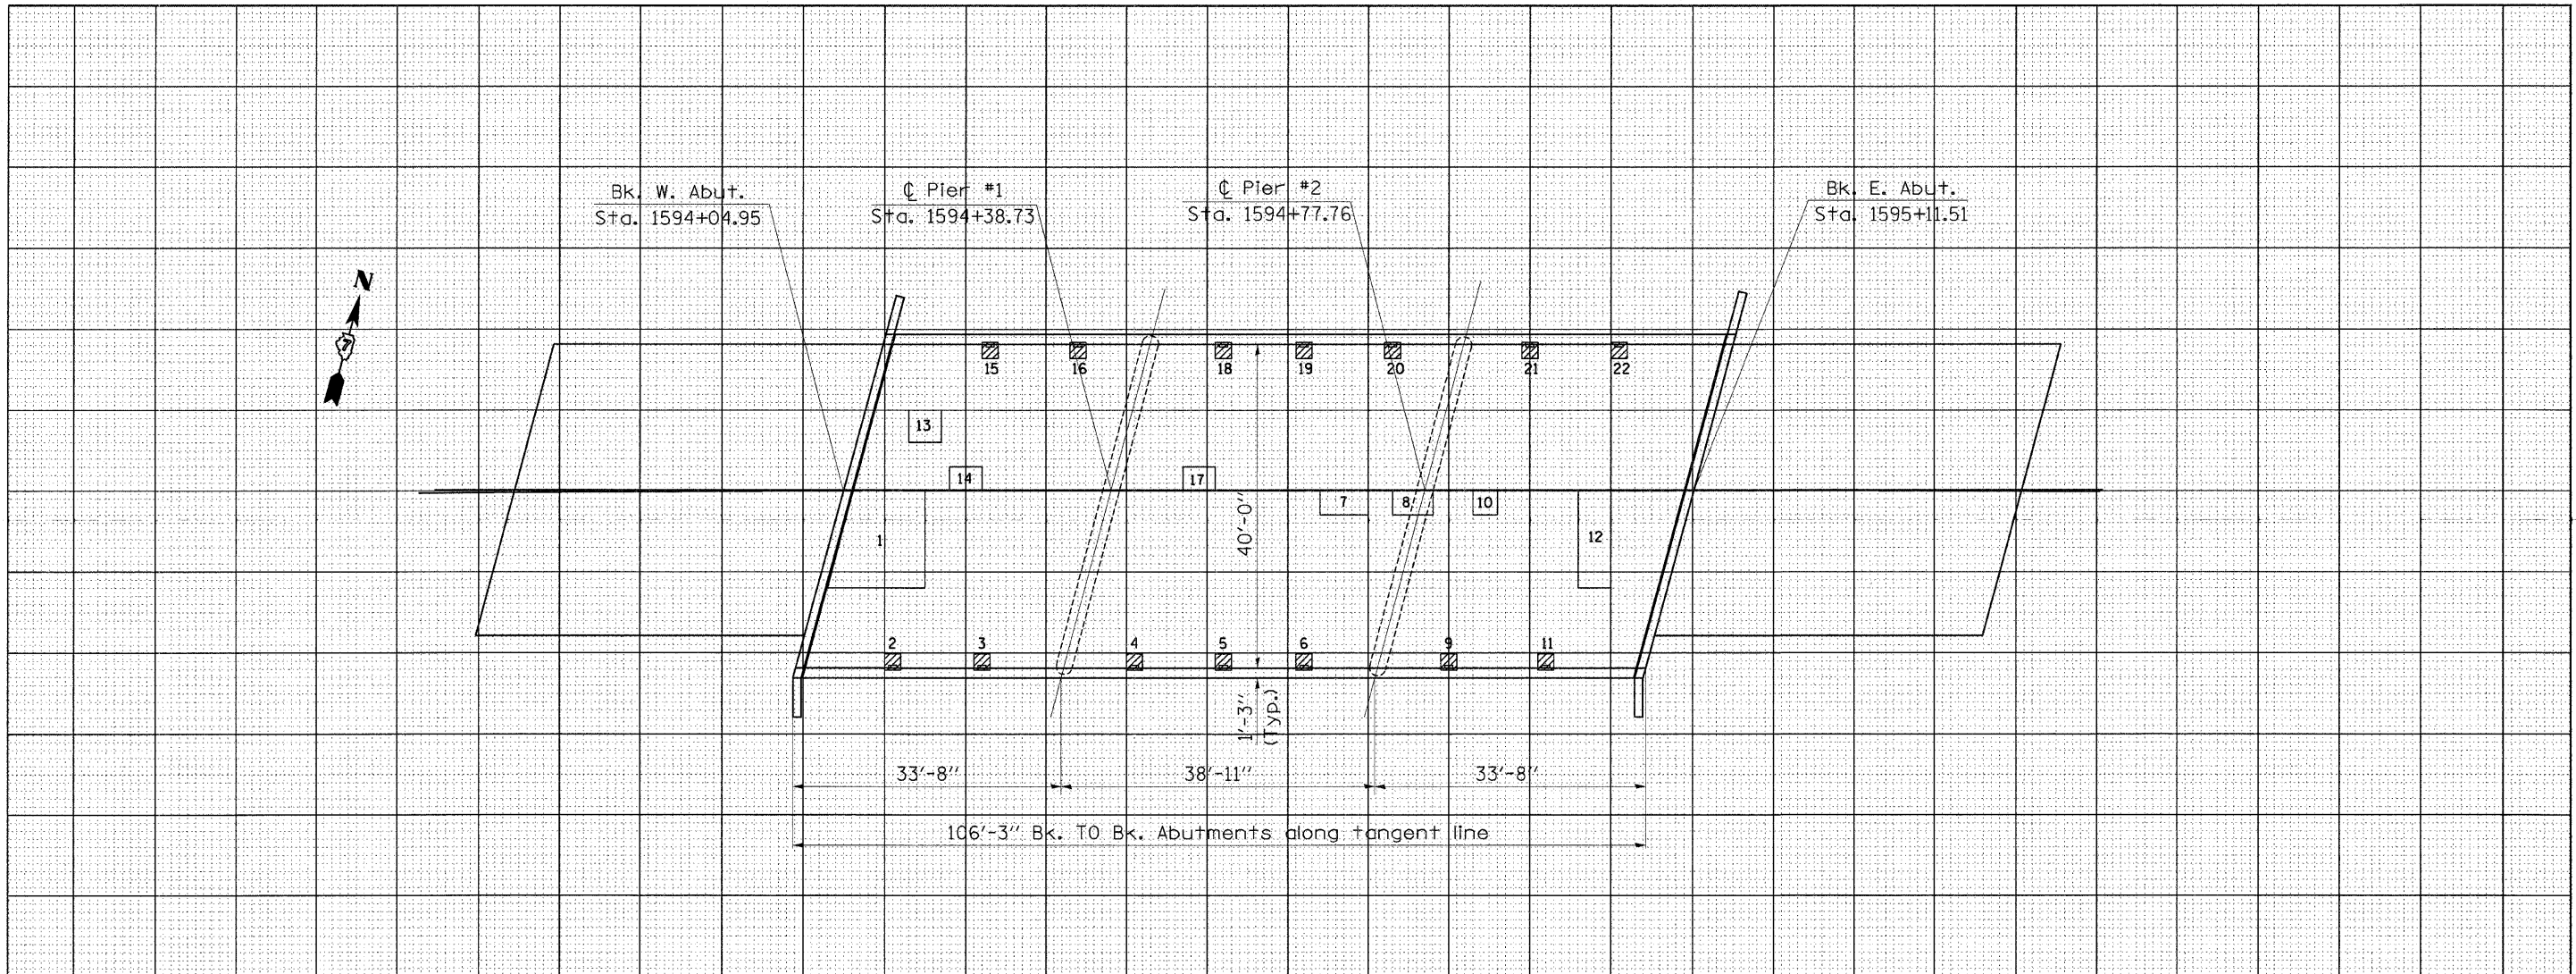 Bk. W. Abut.
Sta. 1594+04.95
℄ Pier #1
Sta. 1594+38.73
℄ Pier #2
Sta. 1594+77.76
Bk. E. Abut.
Sta. 1595+11.51
N
7
15
16
18
19
20
21
22
13
14
17
7
8
10
1
12
40'-0"
2
3
4
5
6
9
11
1'-3"
(Typ.)
33'-8"
38'-11"
33'-8"
106'-3" Bk. TO Bk. Abutments along tangent line